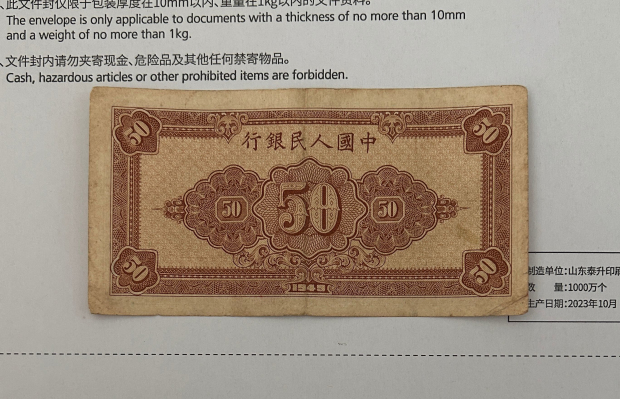 、此文件封仅限于包装厚度在10mm以内、重量在1kg以内的文件资料。
The envelope is only applicable to documents with a thickness of no more than 10mm
and a weight of no more than 1kg.
、文件封内请勿夹寄现金、危险品及其他任何禁寄物品。
Cash, hazardous articles or other prohibited items are forbidden.
50 50
中國人民銀行
50 50 50
50 50
1949
制造单位:山东泰升印刷
数 量:1000万个
生产日期:2023年10月